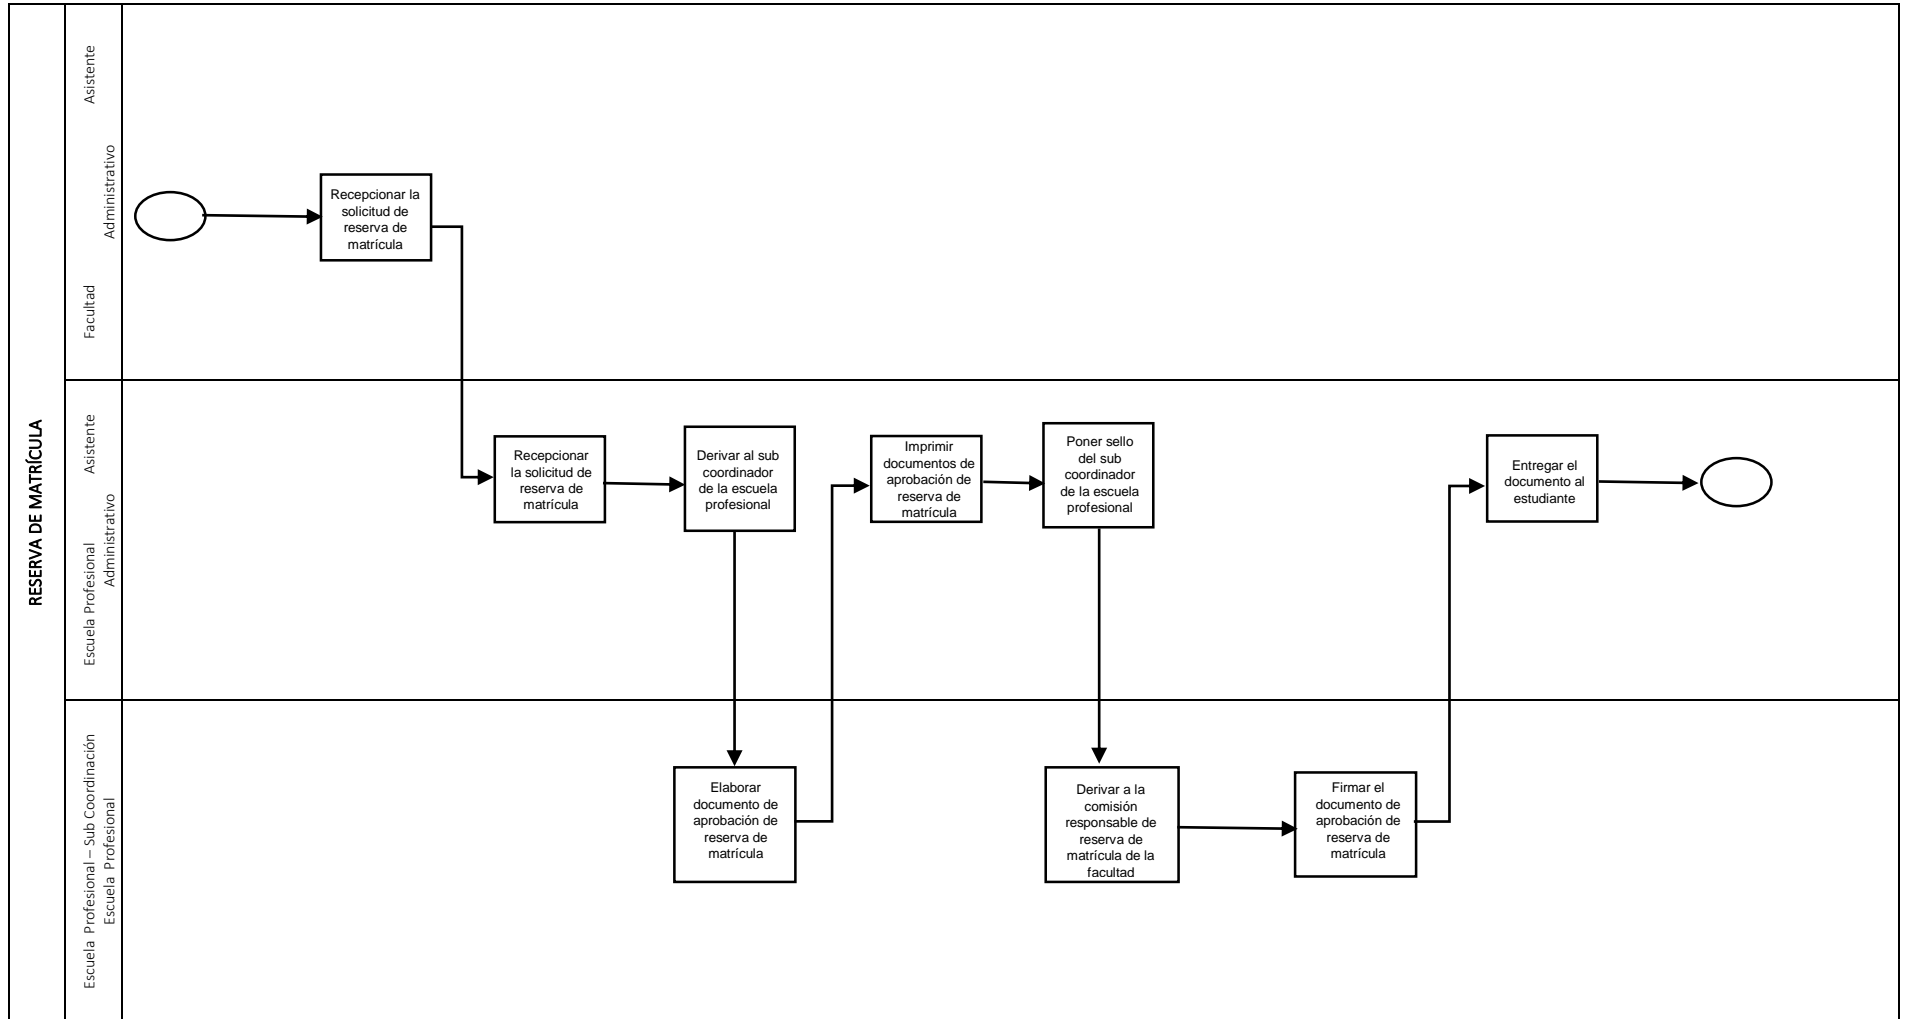 RESERVA DE MATRÍCULA
Asistente
Administrativo
Facultad
Recepcionar la
solicitud de
reserva de
matrícula
Asistente
Administrativo
Escuela Profesional
Recepcionar
la solicitud de
reserva de
matrícula
Derivar al sub
coordinador
de la escuela
profesional
Imprimir
documentos de
aprobación de
reserva de
matrícula
Poner sello
del sub
coordinador
de la escuela
profesional
Entregar el
documento al
estudiante
Escuela Profesional – Sub Coordinación
Escuela Profesional
Elaborar
documento de
aprobación de
reserva de
matrícula
Derivar a la
comisión
responsable de
reserva de
matrícula de la
facultad
Firmar el
documento de
aprobación de
reserva de
matrícula